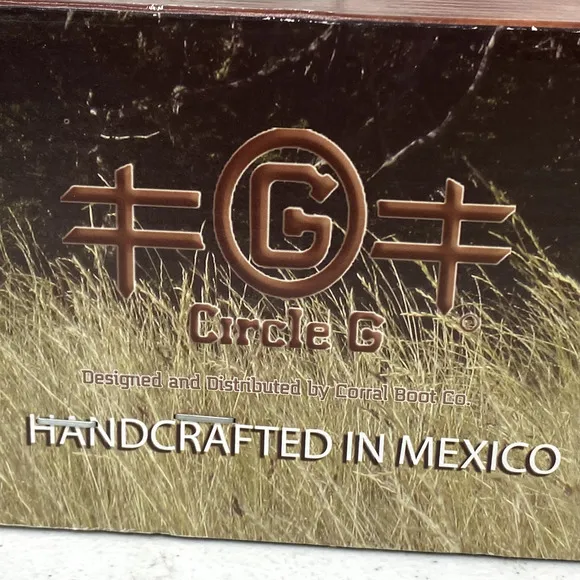 G
Circle G
©
Designed and Distributed by Corral Boot Co.
HANDCRAFTED IN MEXICO